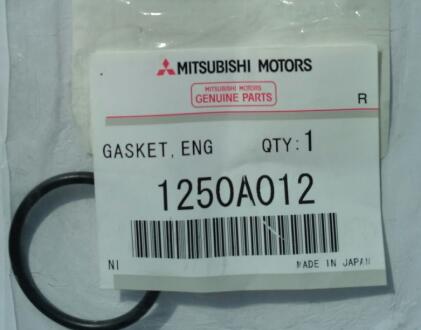 MITSUBISHI MOTORS
MITSUBISHI MOTORS
GENUINE PARTS
R
GASKET, ENG QTY: 1
1250A012
NI MADE IN JAPAN